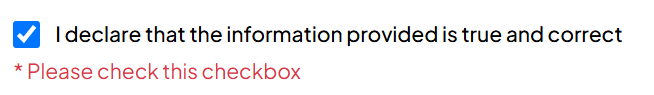 I declare that the information provided is true and correct
* Please check this checkbox